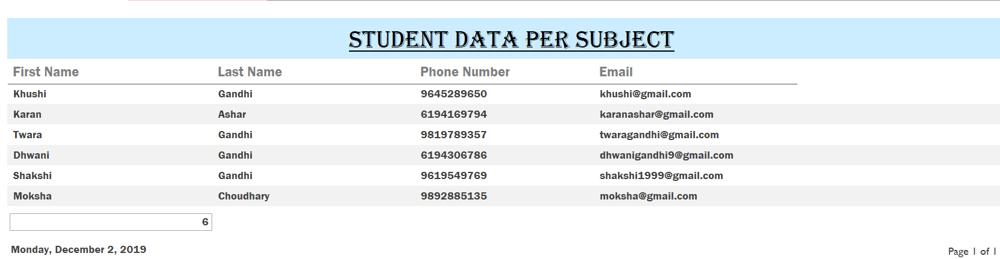 STUDENT DATA PER SUBJECT
First Name Last Name Phone Number Email
Khushi Gandhi 9645289650 khushi@gmail.com
Karan Ashar 6194169794 karanashar@gmail.com
Twara Gandhi 9819789357 twaragandhi@gmail.com
Dhwani Gandhi 6194306786 dhwanigandhi9@gmail.com
Shakshi Gandhi 9619549769 shakshi1999@gmail.com
Moksha Choudhary 9892885135 moksha@gmail.com
6
Monday, December 2, 2019 Page 1 of 1